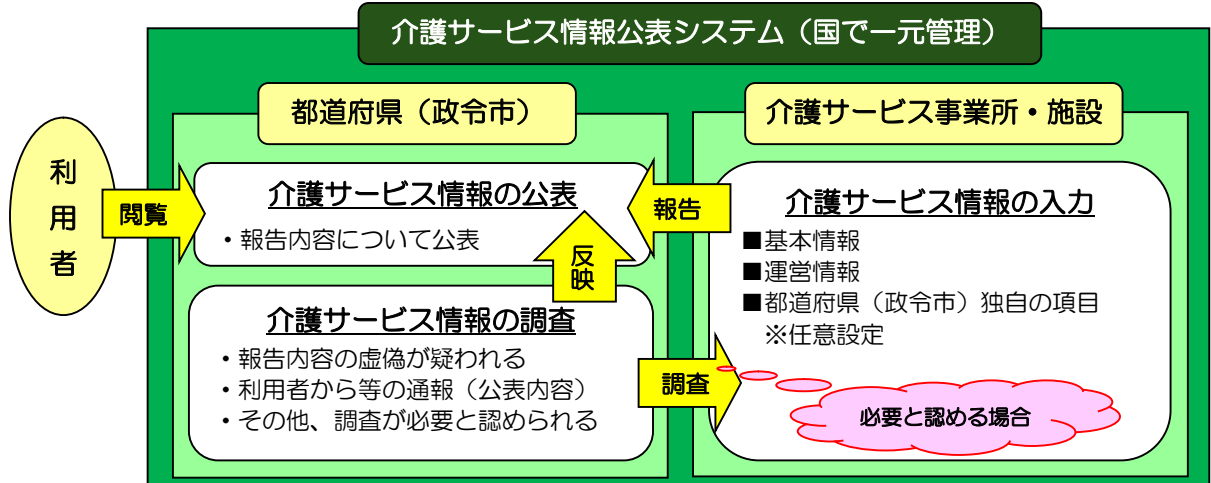 介護サービス情報公表システム（国で一元管理）
都道府県（政令市）
介護サービス事業所・施設
利用者
閲覧
介護サービス情報の公表
・報告内容について公表
報告
反映
介護サービス情報の調査
・報告内容の虚偽が疑われる
・利用者から等の通報（公表内容）
・その他、調査が必要と認められる
調査
介護サービス情報の入力
■基本情報
■運営情報
■都道府県（政令市）独自の項目
※任意設定
必要と認める場合